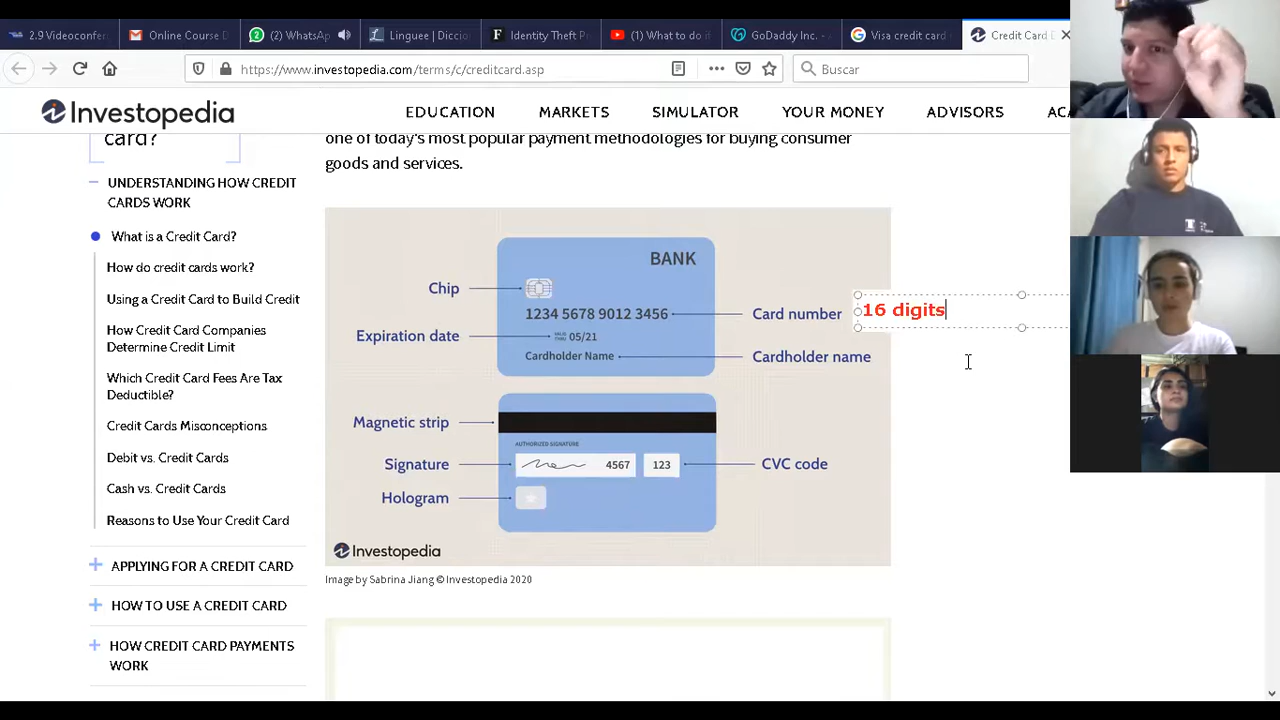 2.9 Videoconfe
Online Course D
(2) WhatsAp
Linguee | Diccio
Identity Theft P
(1) What to do if
GoDaddy Inc. -
Visa credit card
Credit Card D
https://www.investopedia.com/terms/c/creditcard.asp
Buscar
Investopedia
EDUCATION
MARKETS
SIMULATOR
YOUR MONEY
ADVISORS
ACA
card?
UNDERSTANDING HOW CREDIT
CARDS WORK
What is a Credit Card?
How do credit cards work?
Using a Credit Card to Build Credit
How Credit Card Companies
Determine Credit Limit
Which Credit Card Fees Are Tax
Deductible?
Credit Cards Misconceptions
Debit vs. Credit Cards
Cash vs. Credit Cards
Reasons to Use Your Credit Card
APPLYING FOR A CREDIT CARD
HOW TO USE A CREDIT CARD
HOW CREDIT CARD PAYMENTS
WORK
one of today's most popular payment methodologies for buying consumer
goods and services.
BANK
Chip
1234 5678 9012 3456
Card number
16 digits
Expiration date
VALID THRU 05/21
Cardholder Name
Cardholder name
Magnetic strip
AUTHORIZED SIGNATURE
Signature
4567
123
CVC code
Hologram
Investopedia
Image by Sabrina Jiang © Investopedia 2020